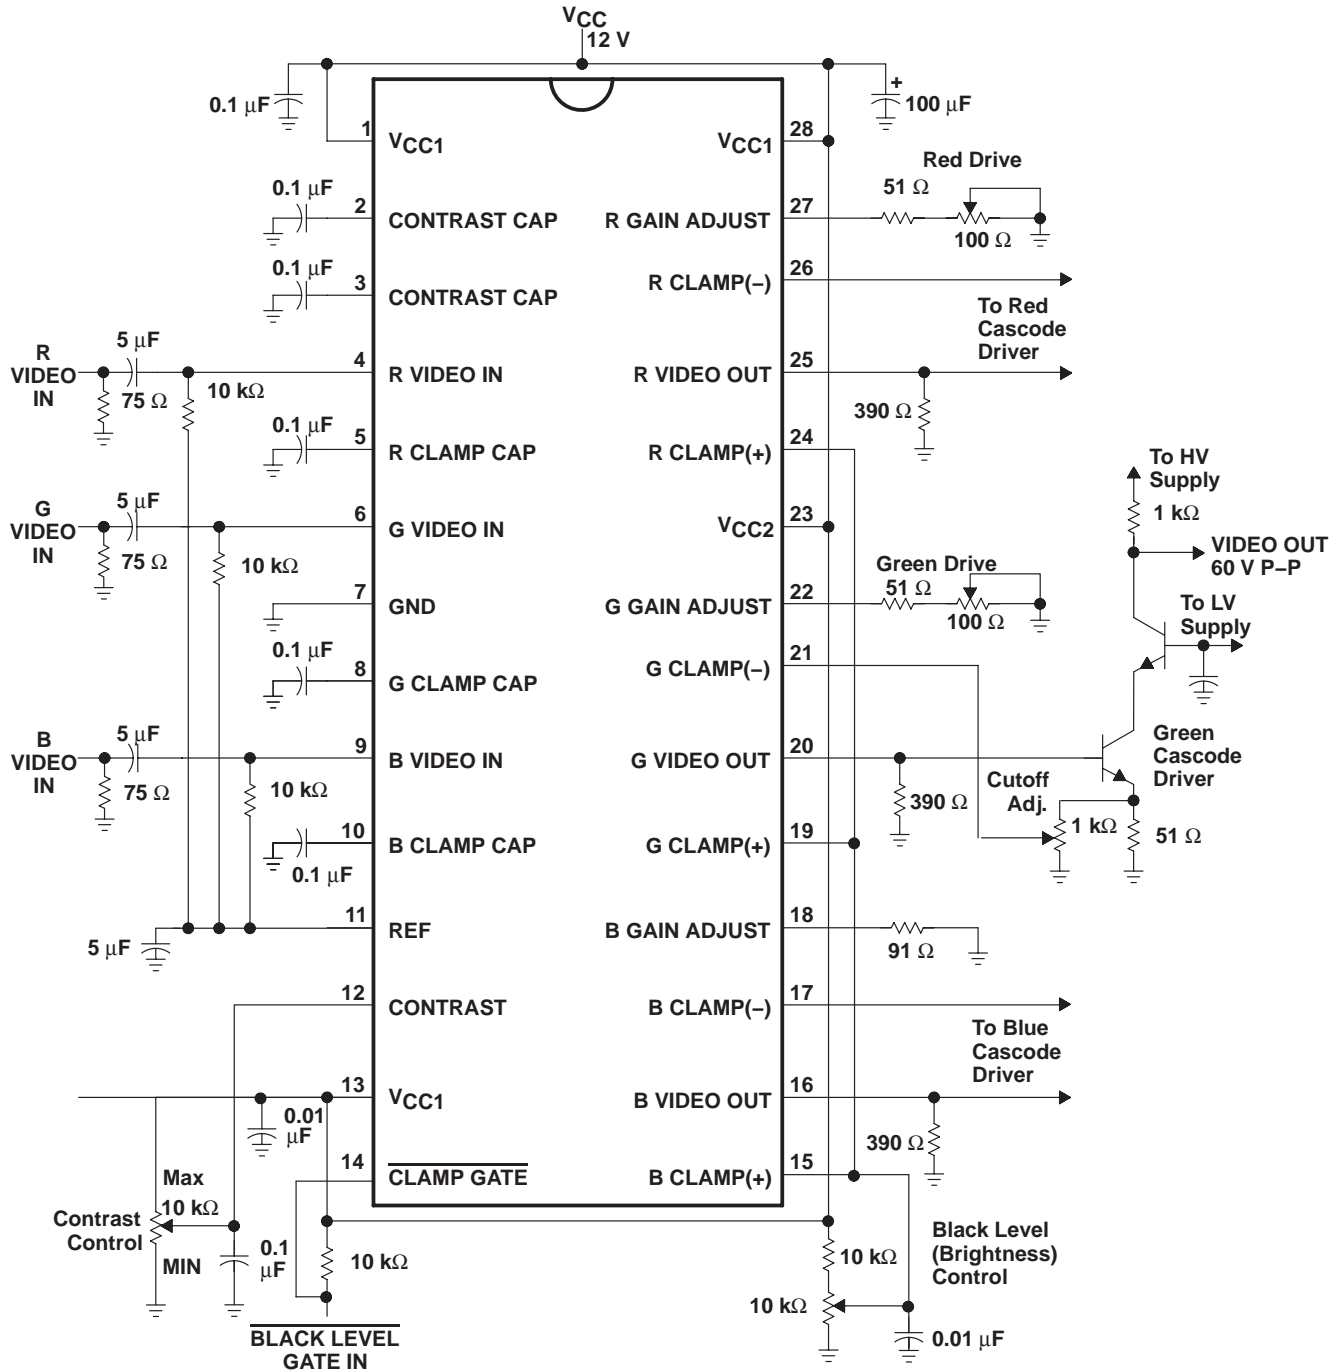 VCC
12 V
0.1 μF
+
100 μF
1
VCC1
VCC1
28
Red Drive
0.1 μF
2
CONTRAST CAP
R GAIN ADJUST
27
51 Ω
100 Ω
0.1 μF
3
CONTRAST CAP
R CLAMP(–)
26
To Red
Cascode
Driver
R
VIDEO
IN
5 μF
75 Ω
10 kΩ
4
R VIDEO IN
R VIDEO OUT
25
390 Ω
0.1 μF
5
R CLAMP CAP
R CLAMP(+)
24
To HV
Supply
1 kΩ
VIDEO OUT
60 V P–P
G
VIDEO
IN
5 μF
75 Ω
10 kΩ
6
G VIDEO IN
VCC2
23
Green Drive
51 Ω
100 Ω
7
GND
G GAIN ADJUST
22
To LV
Supply
0.1 μF
8
G CLAMP CAP
G CLAMP(–)
21
B
VIDEO
IN
5 μF
75 Ω
10 kΩ
9
B VIDEO IN
G VIDEO OUT
20
Green
Cascode
Driver
390 Ω
Cutoff
Adj.
1 kΩ
51 Ω
10
B CLAMP CAP
0.1 μF
G CLAMP(+)
19
11
REF
5 μF
B GAIN ADJUST
18
91 Ω
12
CONTRAST
B CLAMP(–)
17
To Blue
Cascode
Driver
13
VCC1
0.01
μF
B VIDEO OUT
16
390 Ω
14
CLAMP GATE
B CLAMP(+)
15
Max
10 kΩ
Contrast
Control
MIN
0.1
μF
10 kΩ
10 kΩ
Black Level
(Brightness)
Control
10 kΩ
0.01 μF
BLACK LEVEL
GATE IN